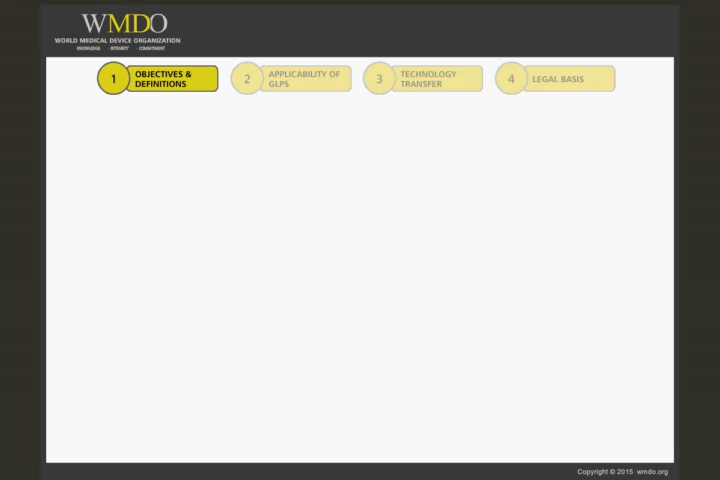 WMDO
WORLD MEDICAL DEVICE ORGANIZATION
KNOWLEDGE · INTEGRITY · COMMITMENT
1 OBJECTIVES &
DEFINITIONS
2 APPLICABILITY OF
GLPS
3 TECHNOLOGY
TRANSFER
4 LEGAL BASIS
Copyright © 2015 wmdo.org